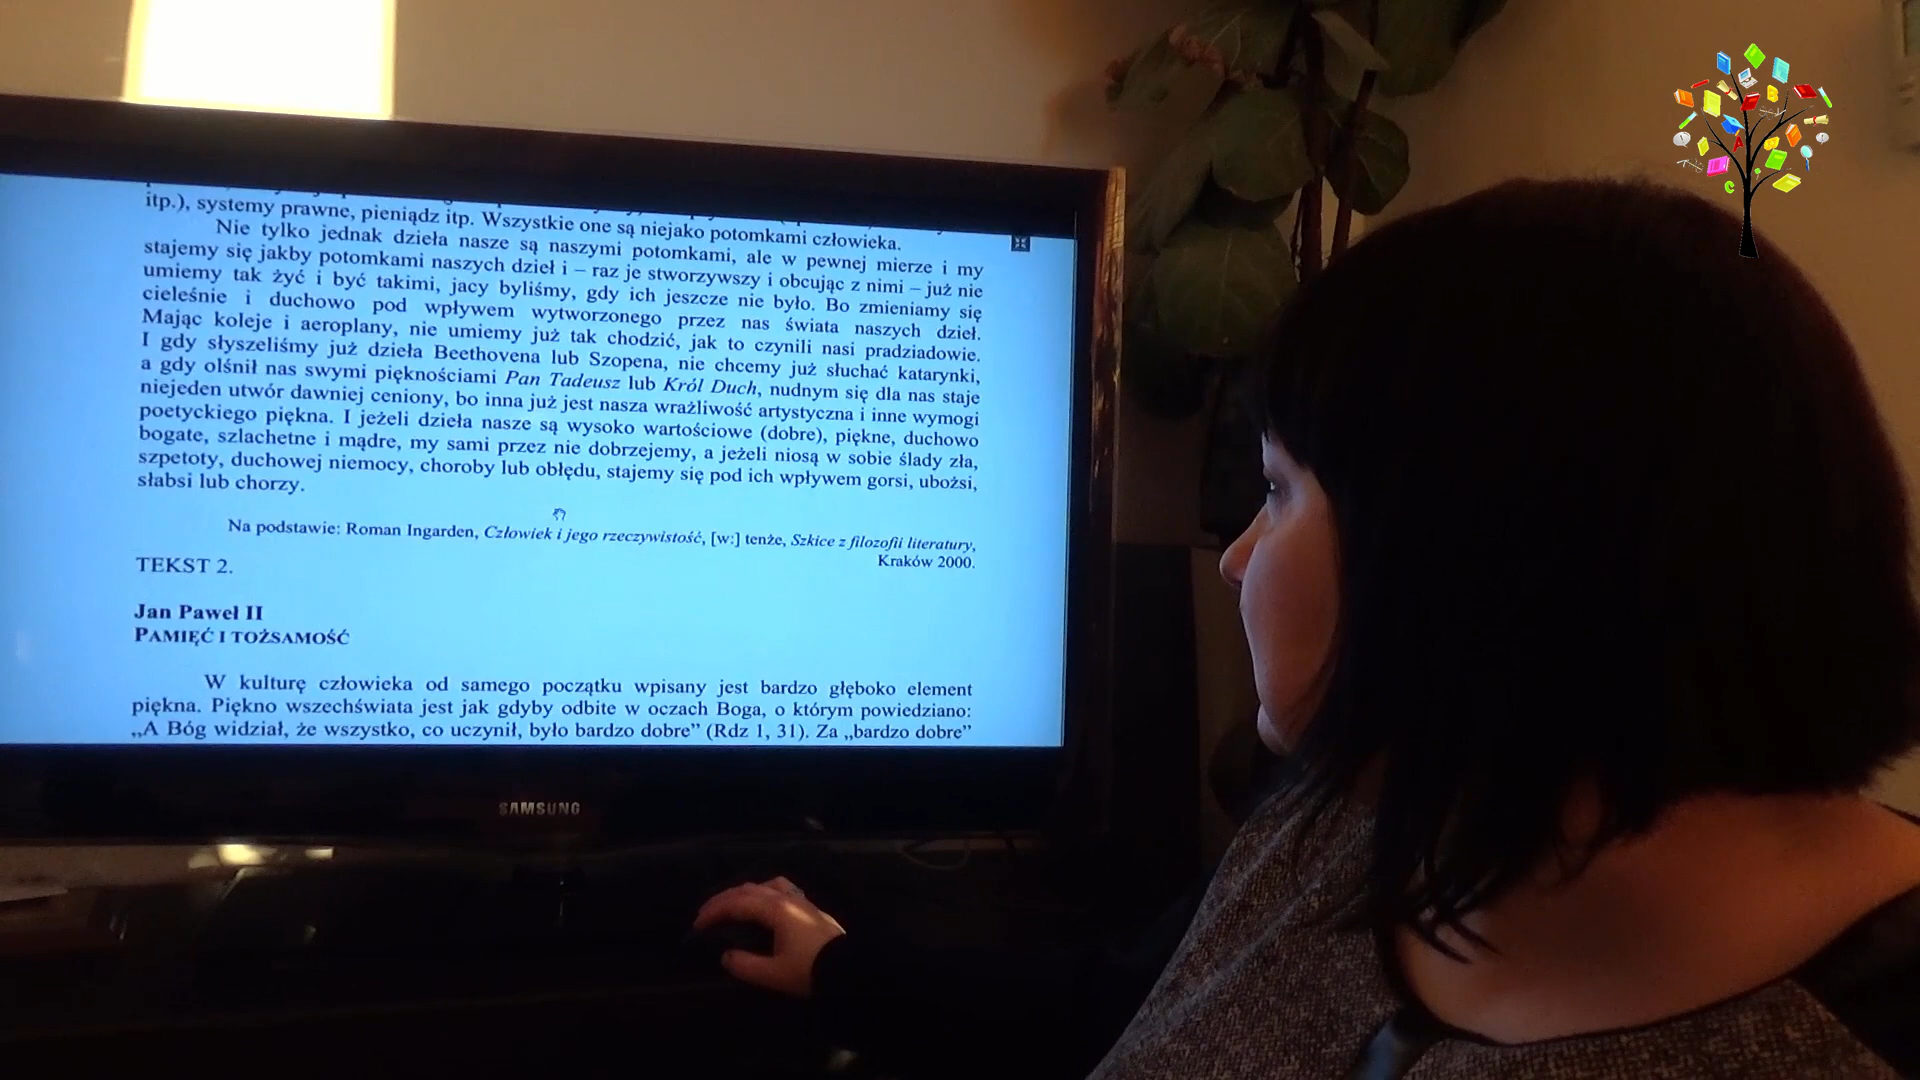 itp.), systemy prawne, pieniądz itp. Wszystkie one są niejako potomkami człowieka.
Nie tylko jednak dzieła nasze są naszymi potomkami, ale w pewnej mierze i my
stajemy się jakby potomkami naszych dzieł i – raz je stworzywszy i obcując z nimi – już nie
umiemy tak żyć i być takimi, jacy byliśmy, gdy ich jeszcze nie było. Bo zmieniamy się
cieleśnie i duchowo pod wpływem wytworzonego przez nas świata naszych dzieł.
Mając koleje i aeroplany, nie umiemy już tak chodzić, jak to czynili nasi pradziadowie.
I gdy słyszeliśmy już dzieła Beethovena lub Szopena, nie chcemy już słuchać katarynki,
a gdy olśnił nas swymi pięknościami Pan Tadeusz lub Król Duch, nudnym się dla nas staje
niejeden utwór dawniej ceniony, bo inna już jest nasza wrażliwość artystyczna i inne wymogi
poetyckiego piękna. I jeżeli dzieła nasze są wysoko wartościowe (dobre), piękne, duchowo
bogate, szlachetne i mądre, my sami przez nie dobrzejemy, a jeżeli niosą w sobie ślady zła,
szpetoty, duchowej niemocy, choroby lub obłędu, stajemy się pod ich wpływem gorsi, ubożsi,
słabsi lub chorzy.
Na podstawie: Roman Ingarden, Człowiek i jego rzeczywistość, [w:] tenże, Szkice z filozofii literatury,
Kraków 2000.
TEKST 2.
Jan Paweł II
PAMIĘĆ I TOŻSAMOŚĆ
W kulturę człowieka od samego początku wpisany jest bardzo głęboko element
piękna. Piękno wszechświata jest jak gdyby odbite w oczach Boga, o którym powiedziano:
„A Bóg widział, że wszystko, co uczynił, było bardzo dobre” (Rdz 1, 31). Za „bardzo dobre”
SAMSUNG